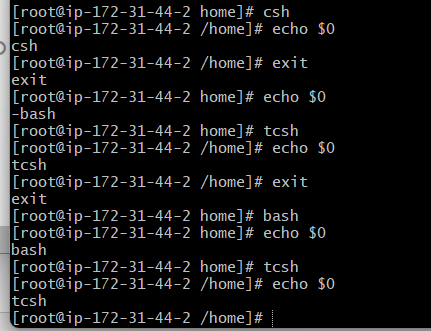 [root@ip-172-31-44-2 home]# csh
[root@ip-172-31-44-2 /home]# echo $0
csh
[root@ip-172-31-44-2 /home]# exit
exit
[root@ip-172-31-44-2 home]# echo $0
-bash
[root@ip-172-31-44-2 home]# tcsh
[root@ip-172-31-44-2 /home]# echo $0
tcsh
[root@ip-172-31-44-2 /home]# exit
exit
[root@ip-172-31-44-2 home]# bash
[root@ip-172-31-44-2 home]# echo $0
bash
[root@ip-172-31-44-2 home]# tcsh
[root@ip-172-31-44-2 /home]# echo $0
tcsh
[root@ip-172-31-44-2 /home]#